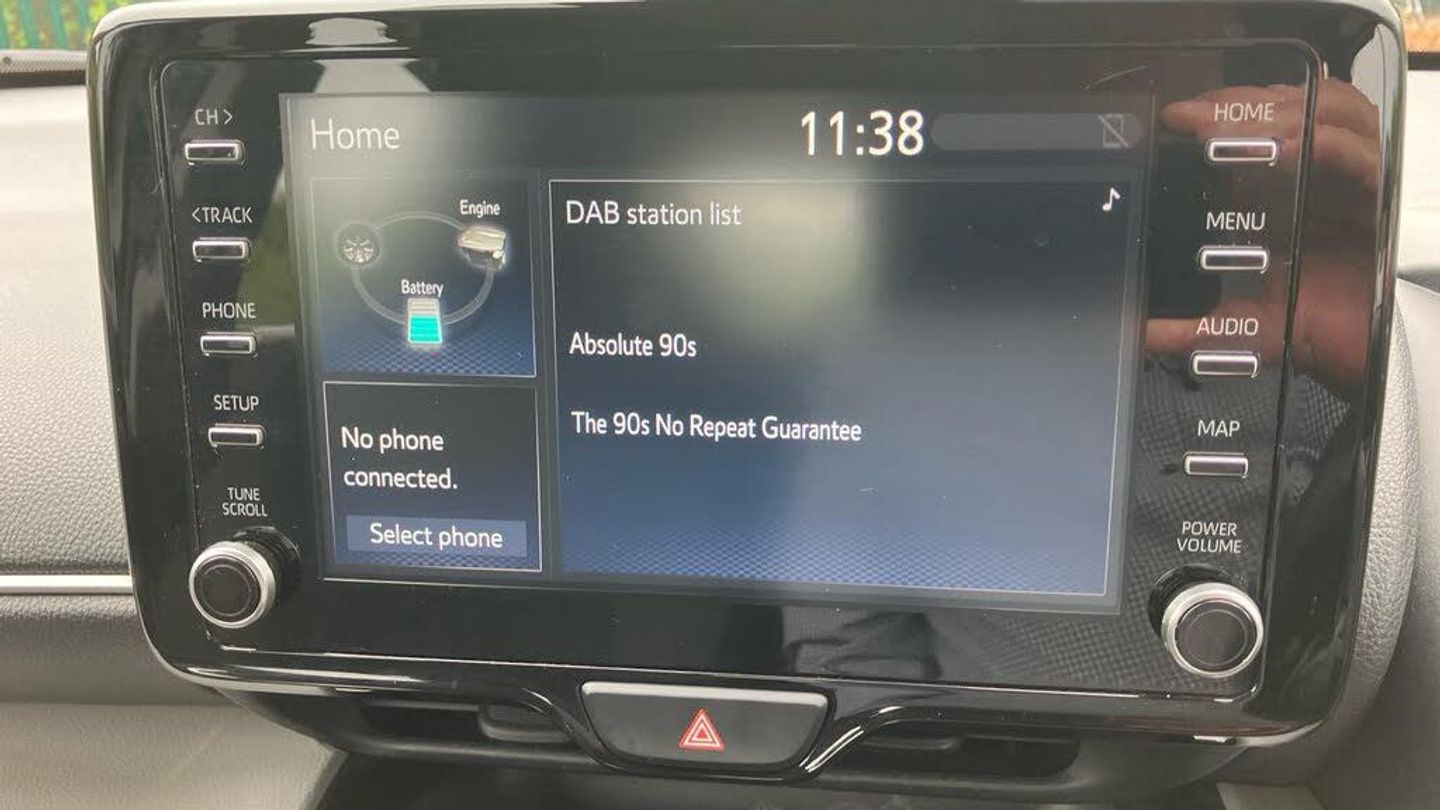 CH >
<TRACK
PHONE
SETUP
TUNE
SCROLL
Home
11:38
Engine
Battery
No phone
connected.
Select phone
DAB station list
Absolute 90s
The 90s No Repeat Guarantee
HOME
MENU
AUDIO
MAP
POWER
VOLUME